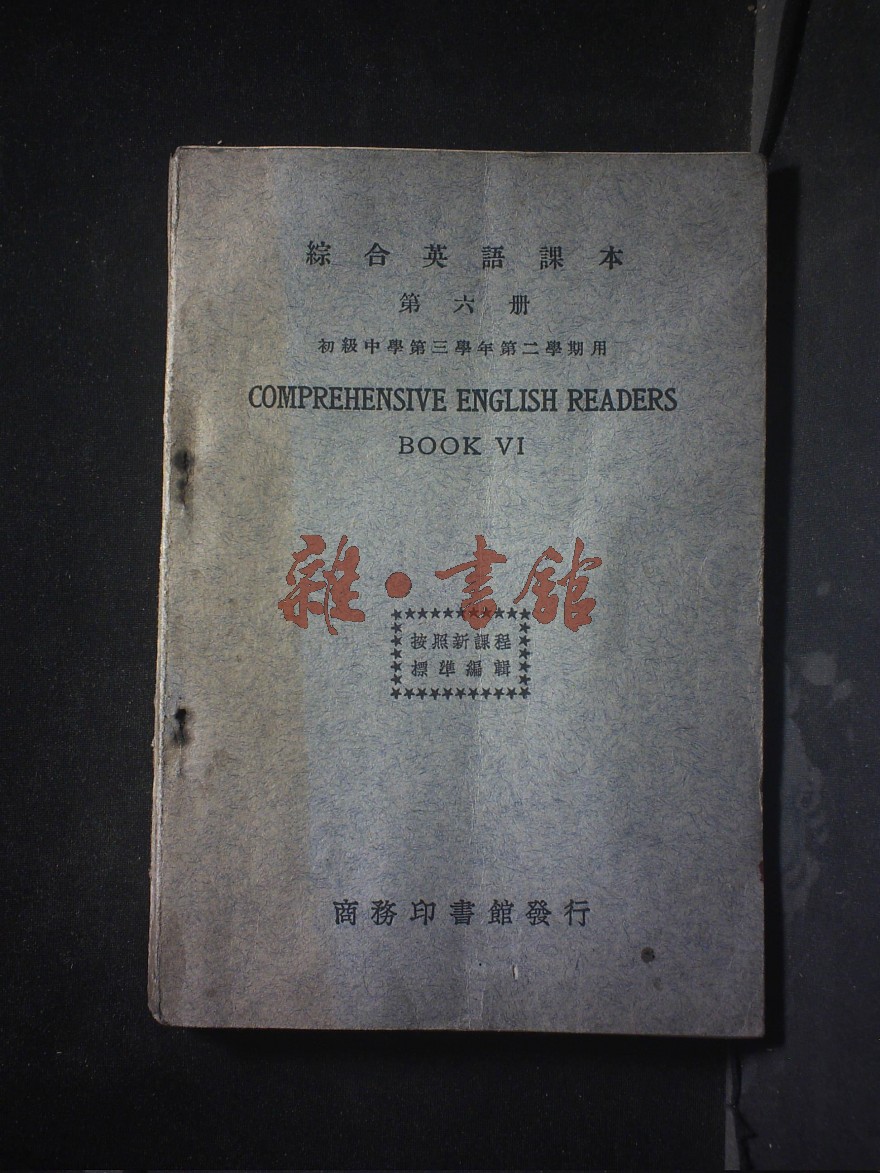 綜合英語課本
第六册
初級中學第三學年第二學期用
COMPREHENSIVE ENGLISH READERS
BOOK VI
雜·書館
按照新課程
標準編輯
商務印書館發行